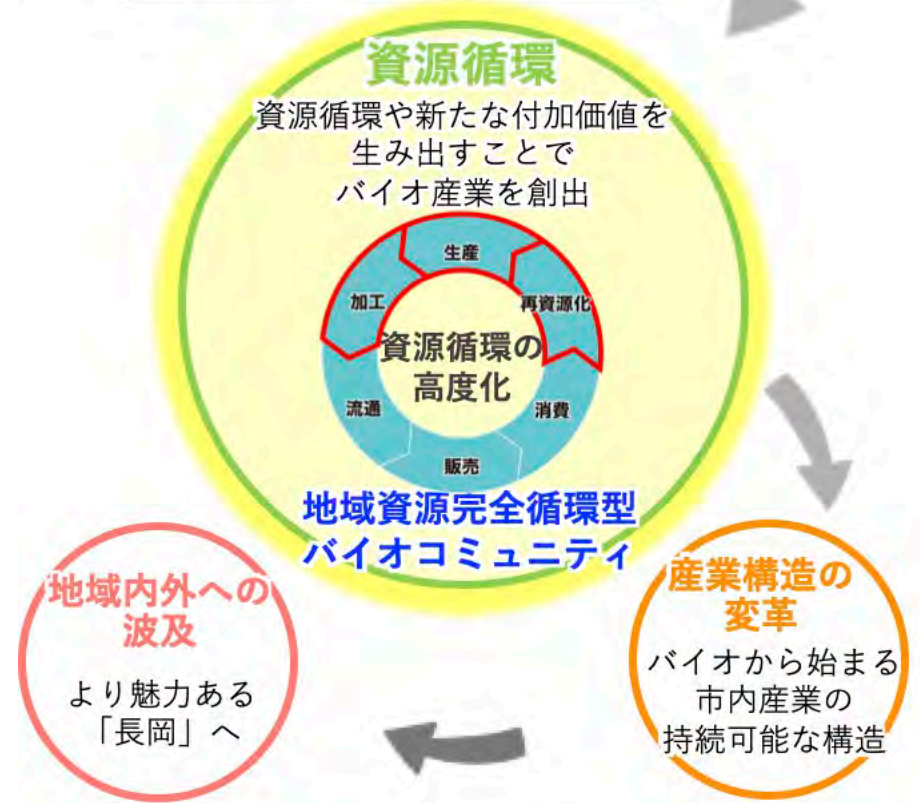 資源循環
資源循環や新たな付加価値を
生み出すことで
バイオ産業を創出
生産
加工
再資源化
資源循環の
高度化
流通
消費
販売
地域資源完全循環型
バイオコミュニティ
産業構造の
変革
バイオから始まる
市内産業の
持続可能な構造
地域内外への
波及
より魅力ある
「長岡」へ